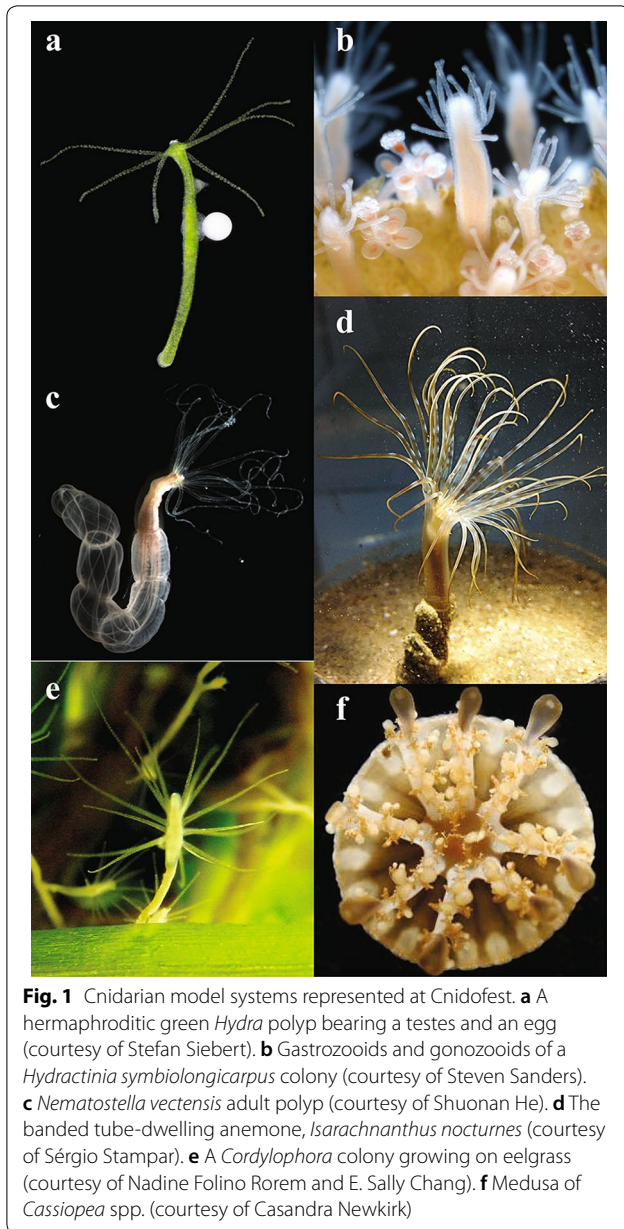 a
b
c
d
e
f
Fig. 1 Cnidarian model systems represented at Cnidofest. a A
hermaphroditic green Hydra polyp bearing a testes and an egg
(courtesy of Stefan Siebert). b Gastrozooids and gonozooids of a
Hydractinia symbiolongicarpus colony (courtesy of Steven Sanders).
c Nematostella vectensis adult polyp (courtesy of Shuonan He). d The
banded tube-dwelling anemone, Isarachnanthus nocturnes (courtesy
of Sérgio Stampar). e A Cordylophora colony growing on eelgrass
(courtesy of Nadine Folino Rorem and E. Sally Chang). f Medusa of
Cassiopea spp. (courtesy of Casandra Newkirk)